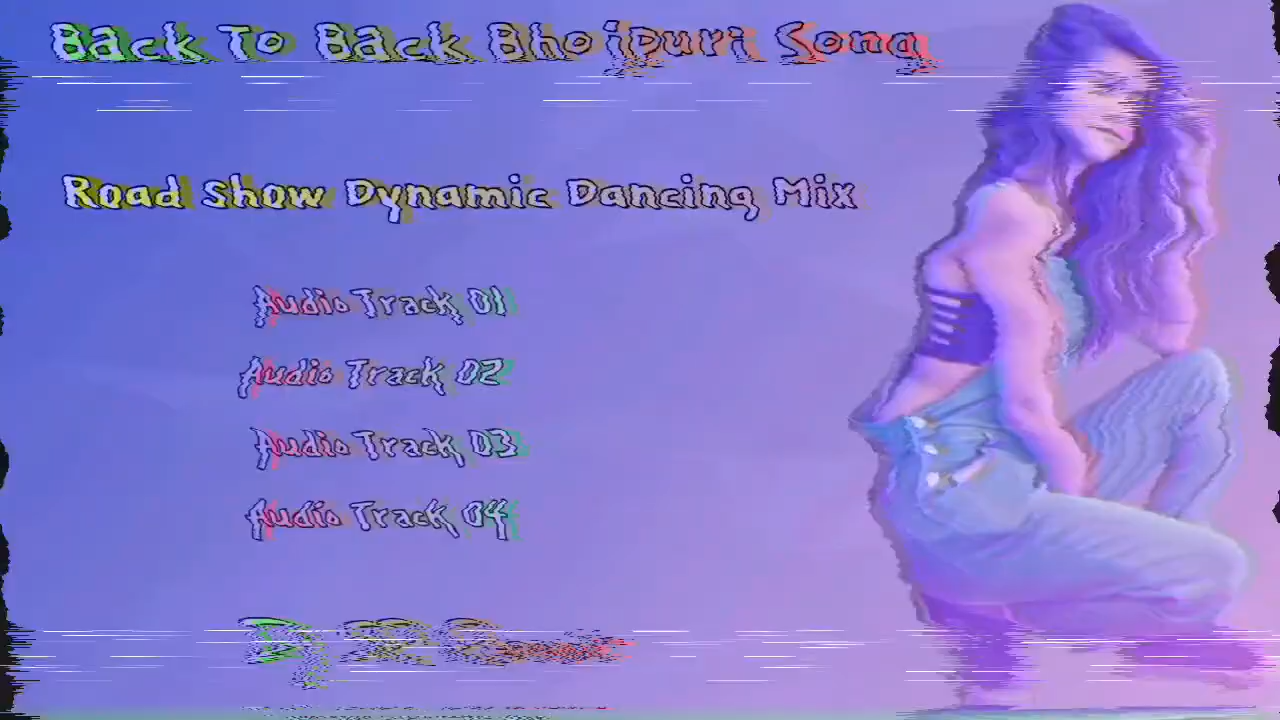 Back To Back Bhojpuri Song
Road Show Dynamic Dancing Mix
Audio Track 01
Audio Track 02
Audio Track 03
Audio Track 04
Dj